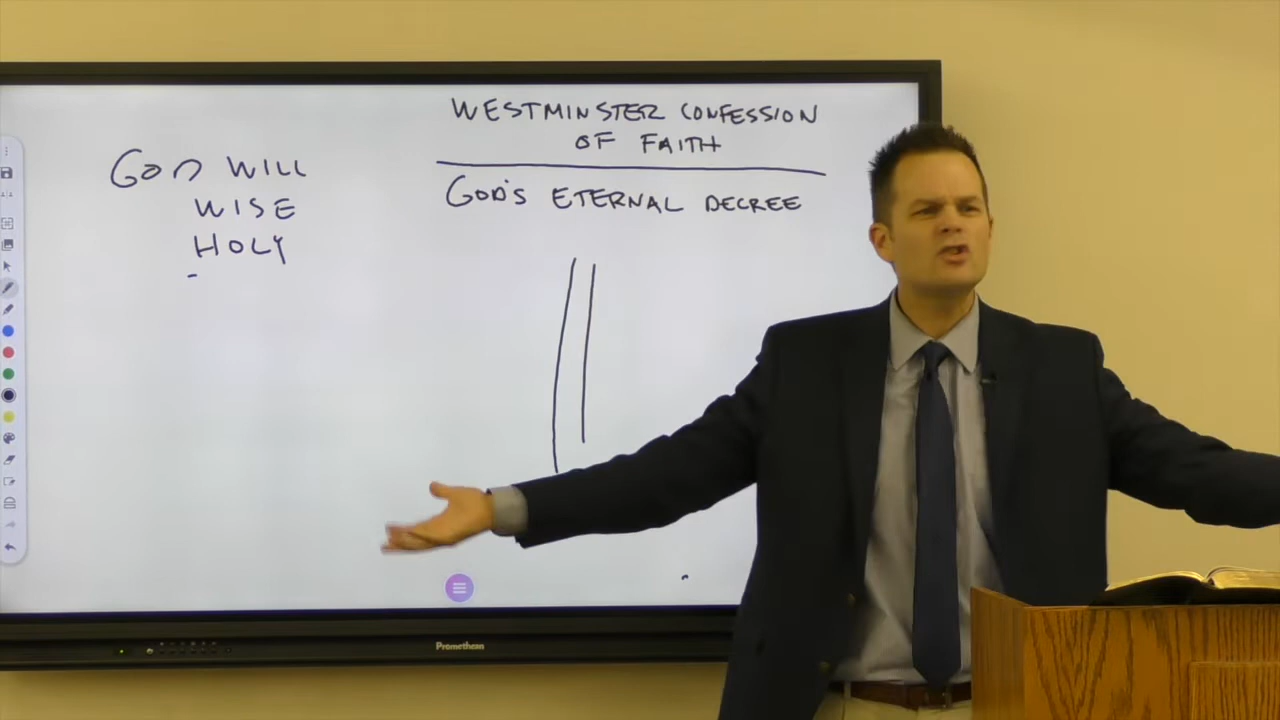 WESTMINSTER CONFESSION
OF FAITH
GOD'S ETERNAL DECREE
GOD WILL
WISE
HOLY
Promethean